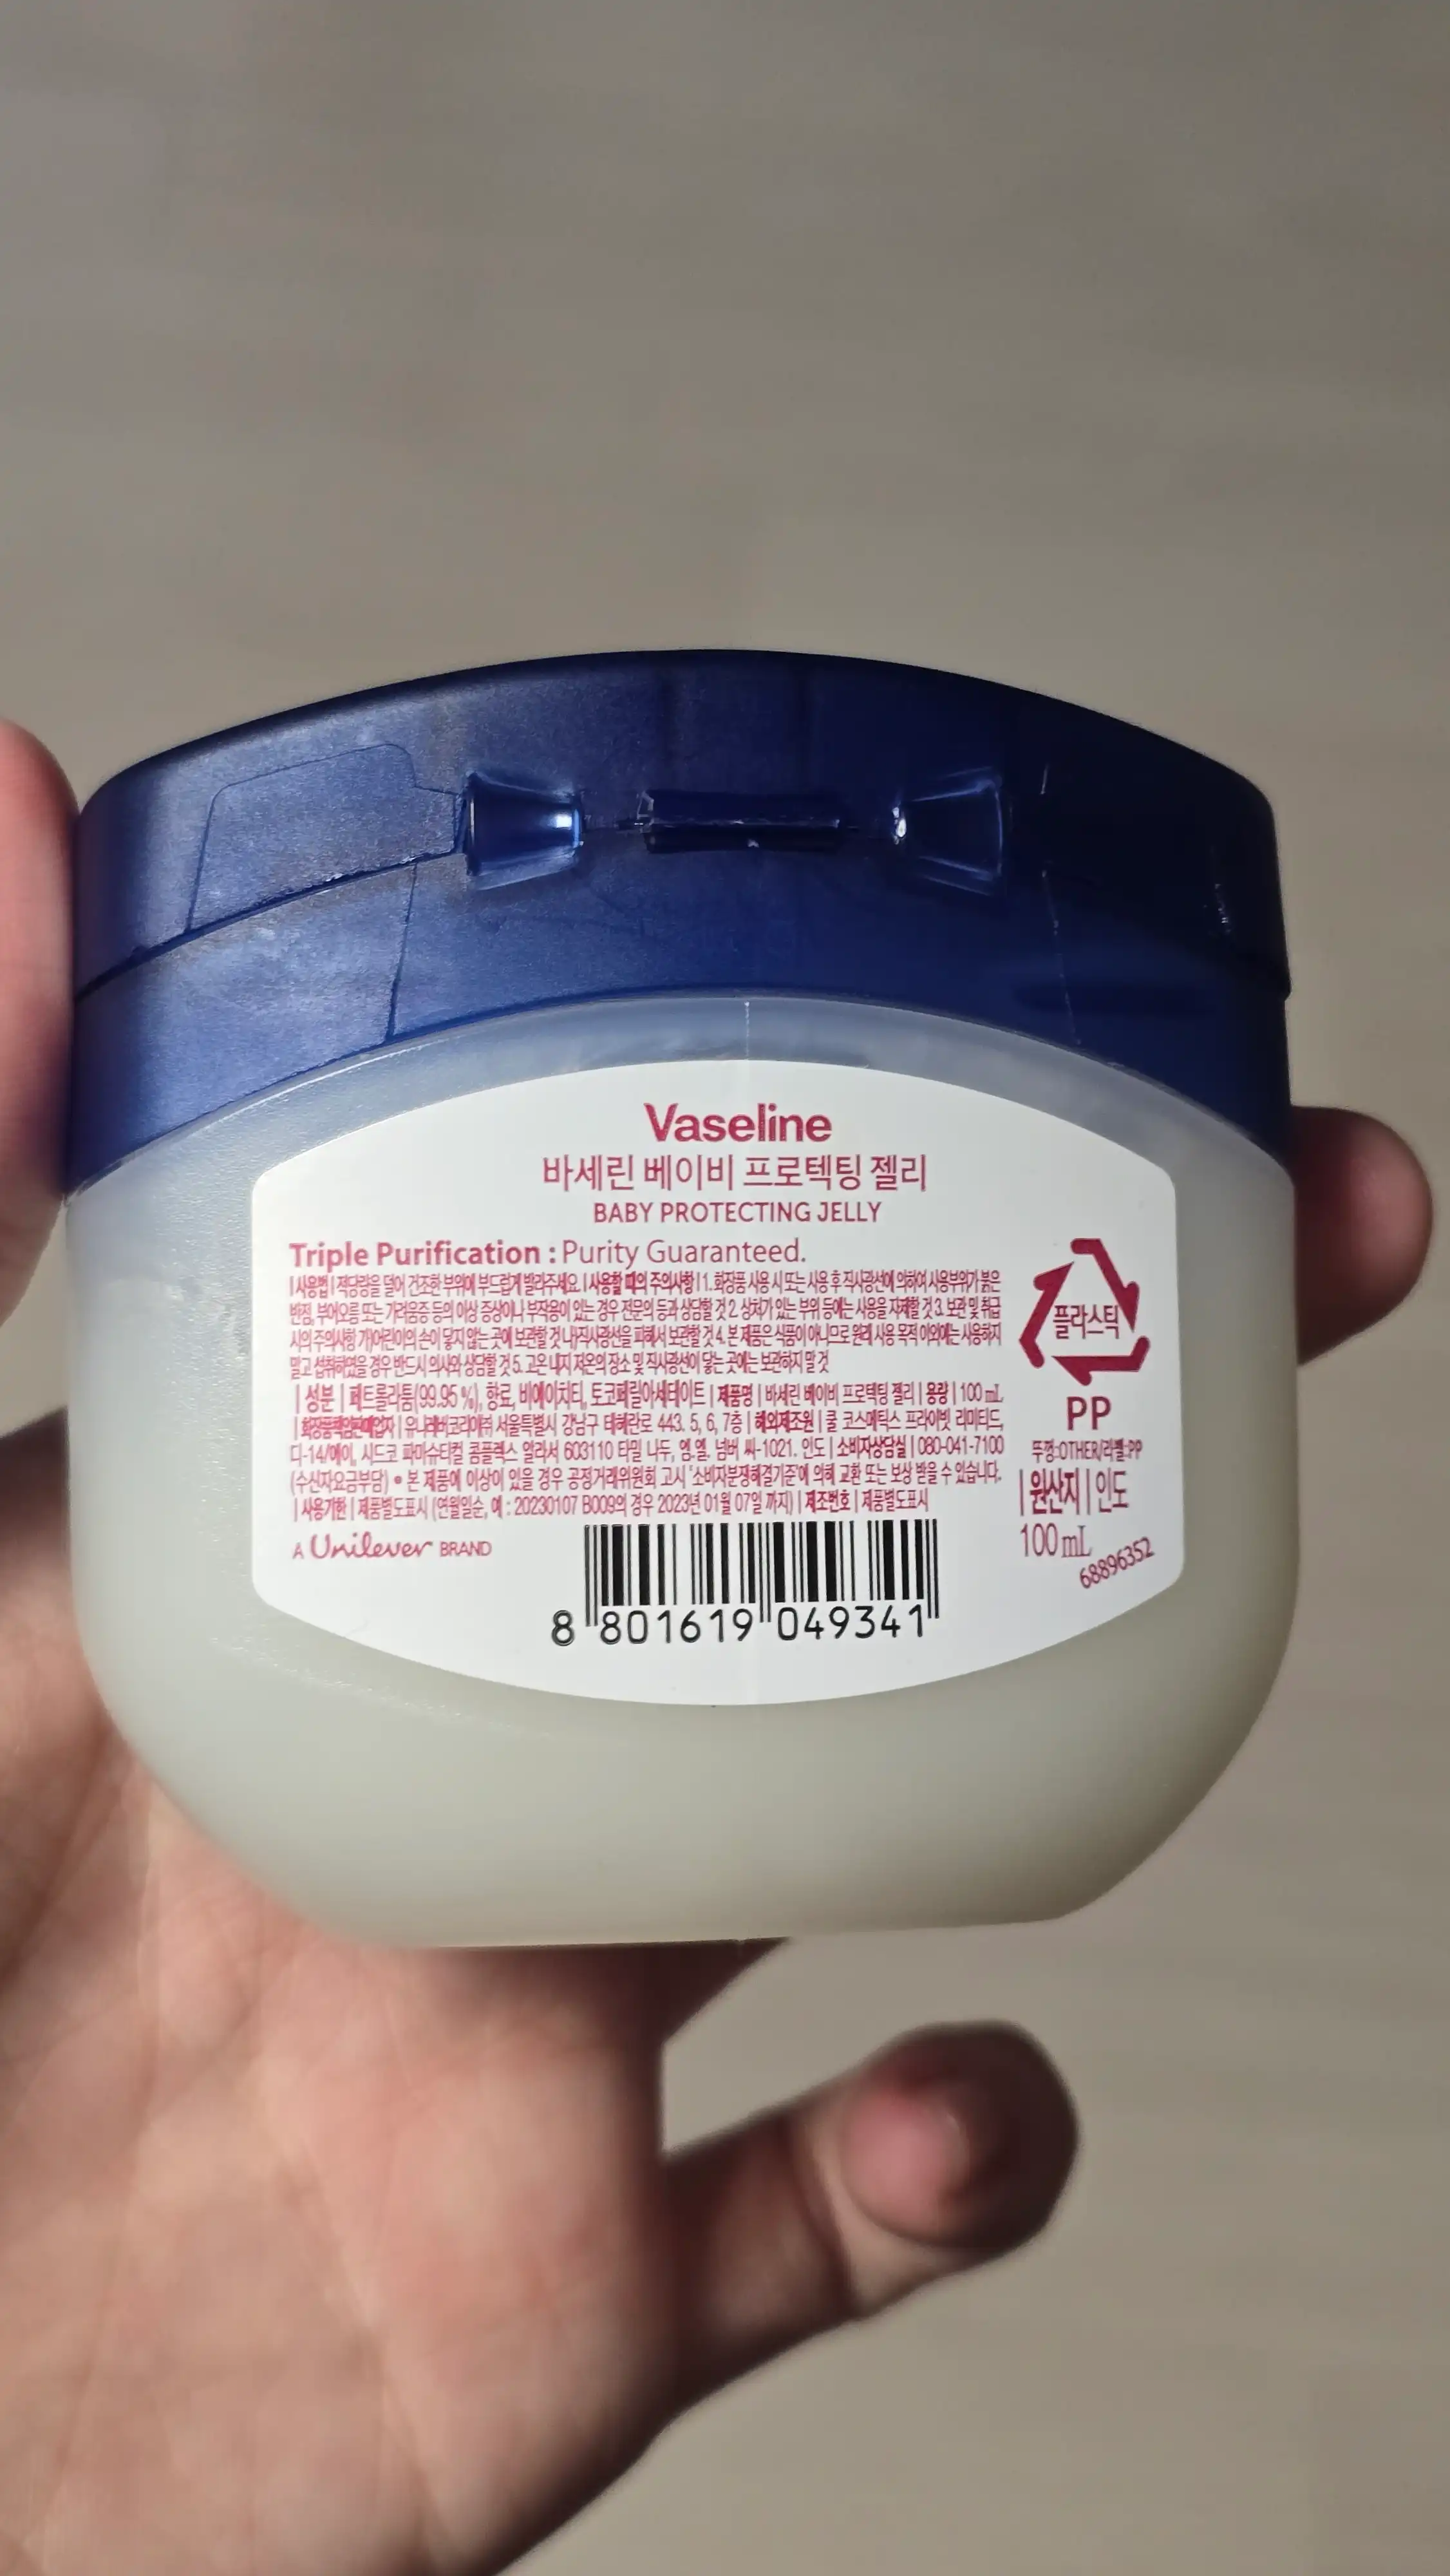 Vaseline
바세린 베이비 프로텍팅 젤리
BABY PROTECTING JELLY
Triple Purification : Purity Guaranteed.
| 사용법 | 적당량을 덜어 건조한 부위에 부드럽게 발라주세요. | 사용할 때의 주의사항 | 1. 화장품 사용 시 또는 사용 후 직사광선에 의하여 사용부위가 붉은
반점, 부어오름 또는 가려움증 등의 이상 증상이나 부작용이 있는 경우 전문의 등과 상담할 것 2. 상처가 있는 부위 등에는 사용을 자제할 것 3. 보관 및 취급
시의 주의사항 가)어린이의 손이 닿지 않는 곳에 보관할 것 나)직사광선을 피해서 보관할 것 4. 본 제품은 식품이 아니므로 원래 사용 목적 이외에는 사용하지
말고 섭취하였을 경우 반드시 의사와 상담할 것 5. 고온 내지 저온의 장소 및 직사광선이 닿는 곳에는 보관하지 말 것
| 성분 | 페트롤라툼(99.95 %), 향료, 비에이치티, 토코페릴아세테이트 | 제품명 | 바세린 베이비 프로텍팅 젤리 | 용량 | 100 mL
| 화장품책임판매업자 | 유니레버코리아㈜ 서울특별시 강남구 테헤란로 443. 5, 6, 7층 | 해외제조원 | 쿨 코스메틱스 프라이빗 리미티드,
디-14/에이, 시드코 파마슈티컬 콤플렉스 알라서 603110 타밀 나두, 엠.엘. 넘버 씨-1021. 인도 | 소비자상담실 | 080-041-7100
(수신자요금부담) ● 본 제품에 이상이 있을 경우 공정거래위원회 고시 '소비자분쟁해결기준'에 의해 교환 또는 보상 받을 수 있습니다.
| 사용기한 | 제품별도표시 (연월일순, 예 : 20230107 B009의 경우 2023년 01월 07일 까지) | 제조번호 | 제품별도표시
A Unilever BRAND
8 801619 049341
플라스틱
PP
뚜껑:OTHER/라벨:PP
| 원산지 | 인도
100 mL
68896352